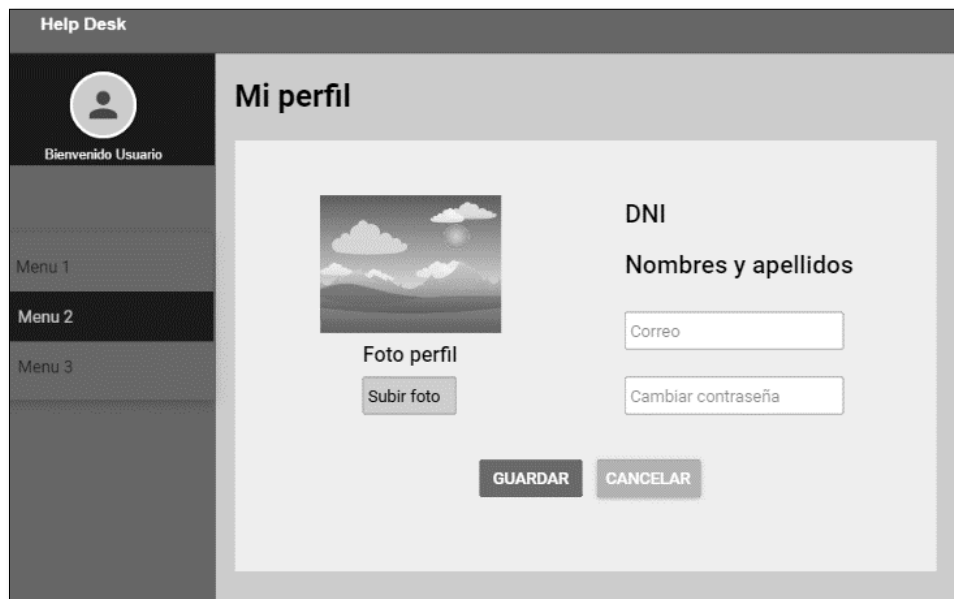 Help Desk
Bienvenido Usuario
Menu 1
Menu 2
Menu 3
Mi perfil
Foto perfil
Subir foto
DNI
Nombres y apellidos
Correo
Cambiar contraseña
GUARDAR CANCELAR